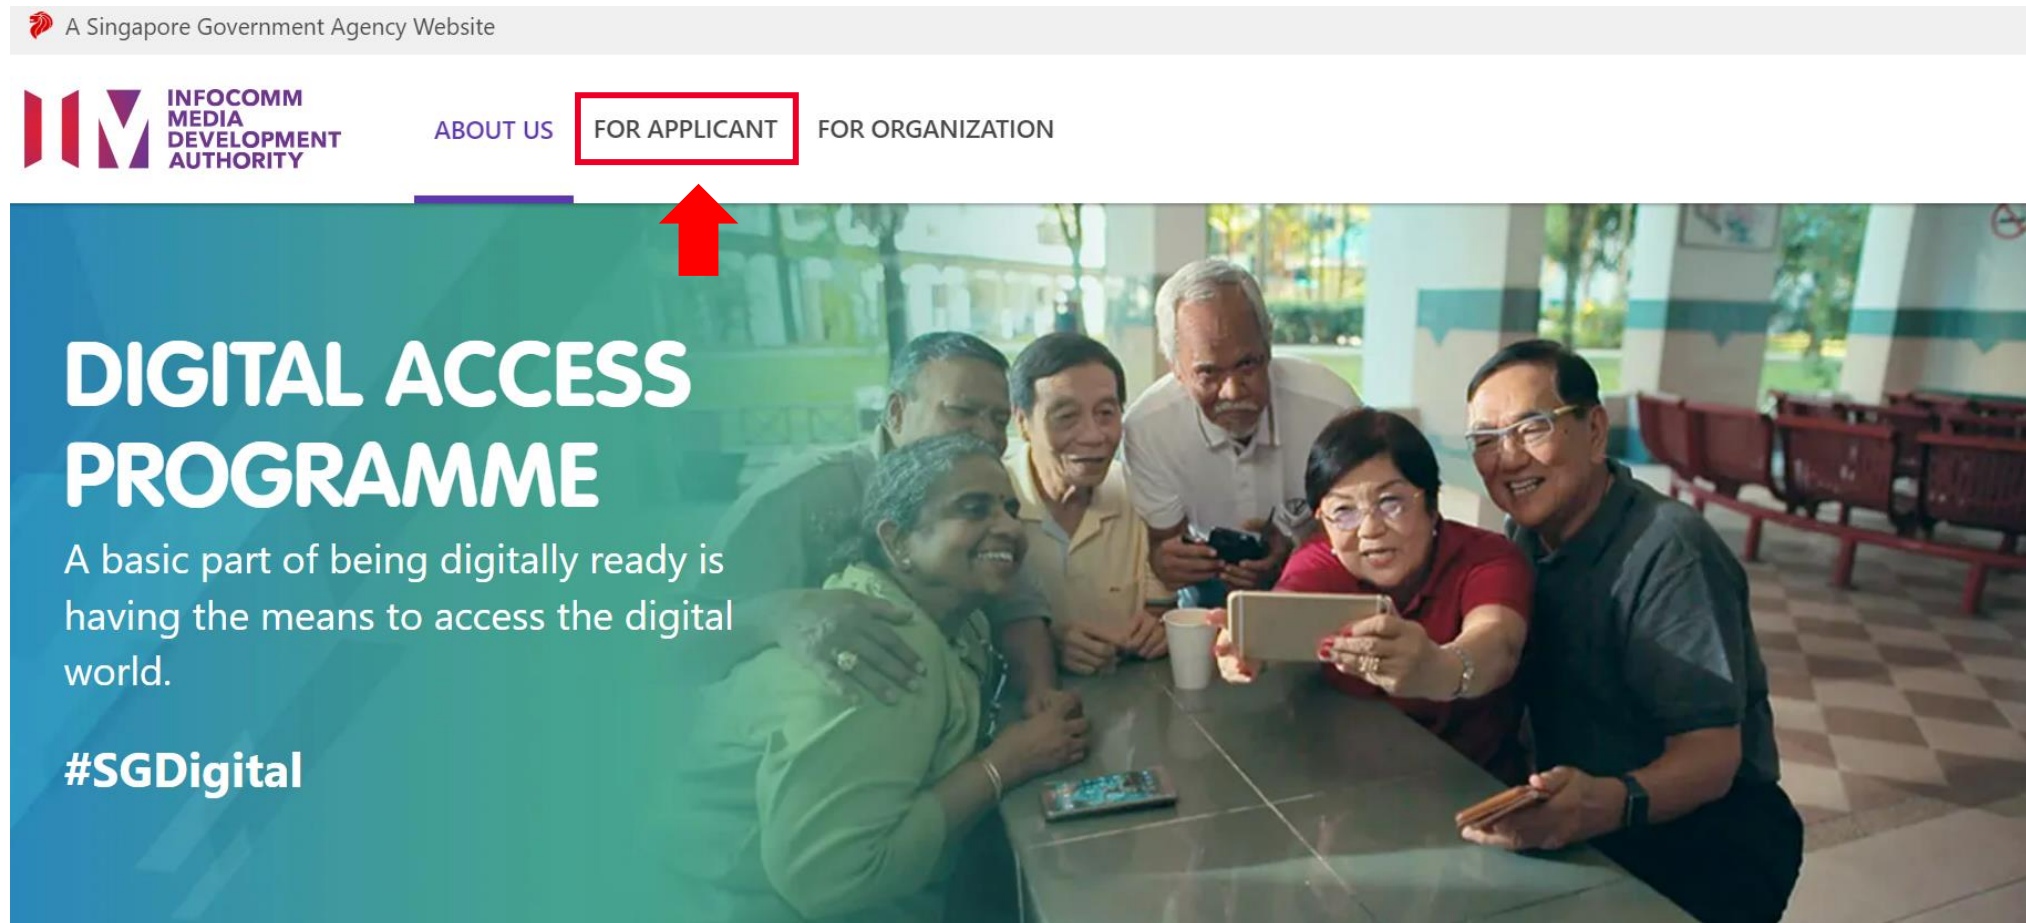 A Singapore Government Agency Website
INFOCOMM
MEDIA
DEVELOPMENT
AUTHORITY
ABOUT US
FOR APPLICANT
FOR ORGANIZATION
DIGITAL ACCESS
PROGRAMME
A basic part of being digitally ready is
having the means to access the digital
world.
#SGDigital